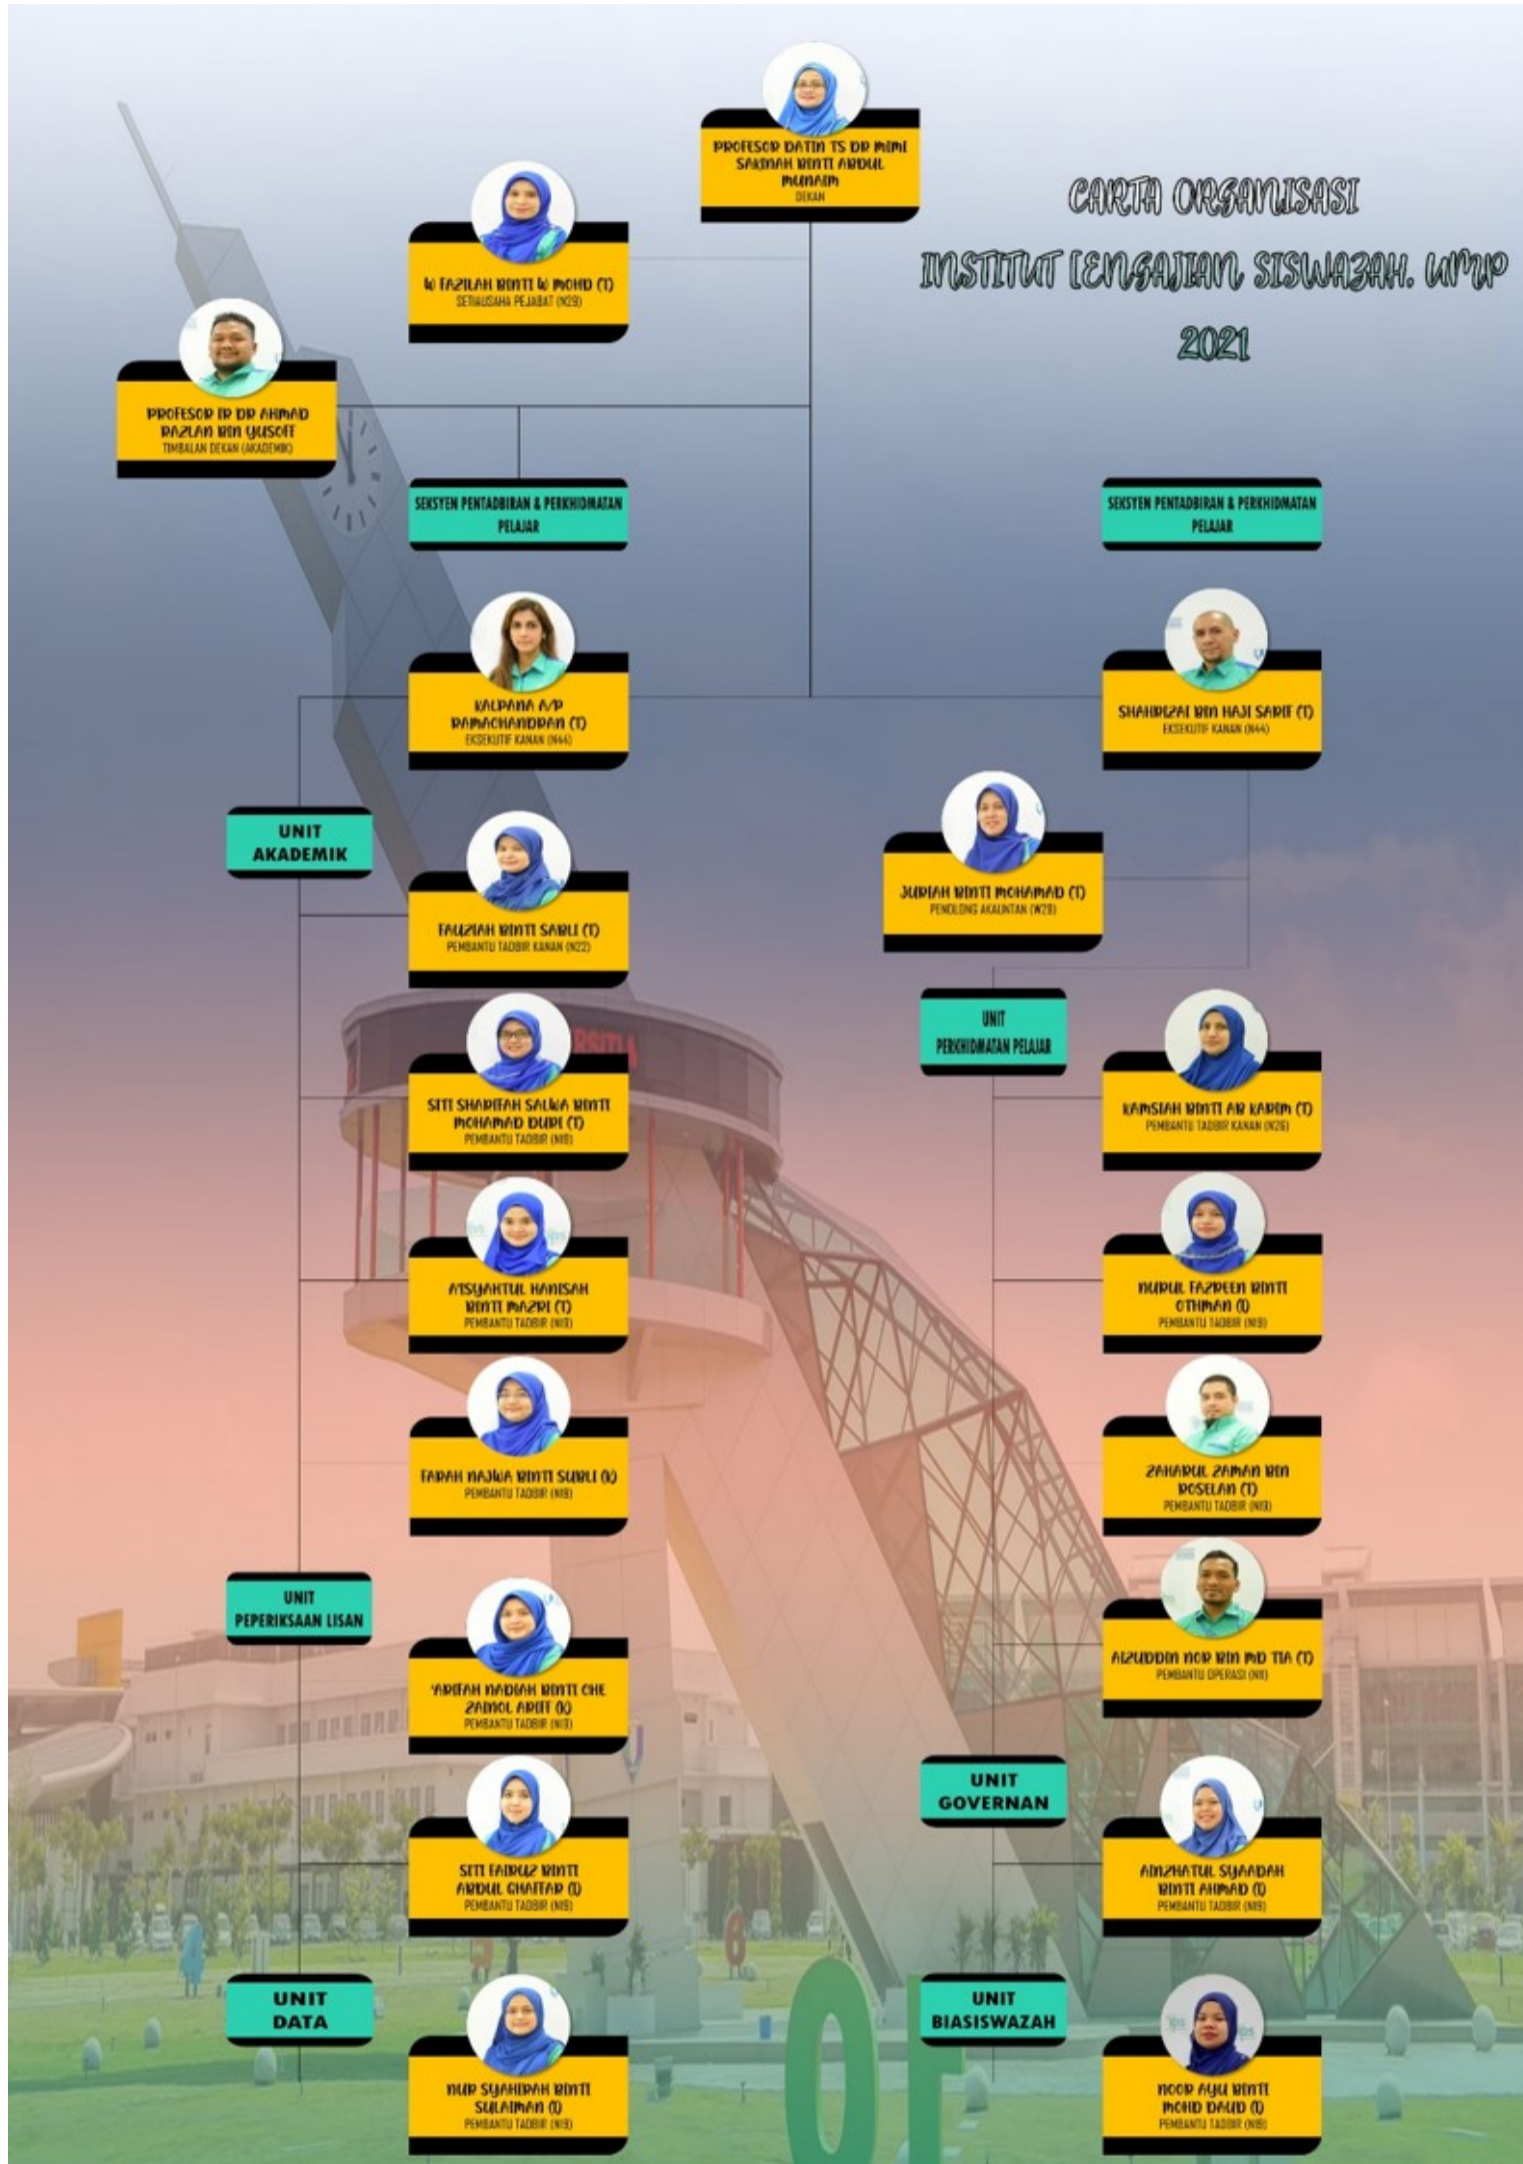 PROFESOR DATIN TS DR MIMI
SAKINAH BINTI ABDUL
MUNAIM
DEKAN
CARTA ORGANISASI
INSTITUT PENGAJIAN SISWAZAH, UMP
2021
W FAZILAH BINTI W MOHD (T)
SETIAUSAHA PEJABAT (N29)
PROFESOR IR DR AHMAD
RAZLAN BIN YUSOFF
TIMBALAN DEKAN (AKADEMIK)
SEKSYEN PENTADBIRAN & PERKHIDMATAN
PELAJAR
SEKSYEN PENTADBIRAN & PERKHIDMATAN
PELAJAR
KALPANA A/P
RAMACHANDRAN (T)
EKSEKUTIF KANAN (N44)
SHAHRIZAI BIN HAJI SARIF (T)
EKSEKUTIF KANAN (N44)
UNIT
AKADEMIK
FAUZIAH BINTI SABLI (T)
PEMBANTU TADBIR KANAN (N22)
JURIAH BINTI MOHAMAD (T)
PENOLONG AKAUNTAN (W29)
SITI SHARIFAH SALWA BINTI
MOHAMAD DURI (T)
PEMBANTU TADBIR (N19)
UNIT
PERKHIDMATAN PELAJAR
KAMSIAH BINTI AB KARIM (T)
PEMBANTU TADBIR KANAN (N26)
A'ISYAHTUL HANISAH
BINTI MAZRI (T)
PEMBANTU TADBIR (N19)
NURUL FAZREEN BINTI
OTHMAN
PEMBANTU TADBIR (N19)
FARAH NAJWA BINTI SUBLI (K)
PEMBANTU TADBIR (N19)
ZAHARUL ZAMAN BIN
ROSELAN (T)
PEMBANTU TADBIR (N19)
UNIT
PEPERIKSAAN LISAN
'ARIFAH NADIAH BINTI CHE
ZAINOL ARIFF (K)
PEMBANTU TADBIR (N19)
AIZUDDIN NOR BIN MD TIA (T)
PEMBANTU OPERASI (N11)
SITI FAIRUZ BINTI
ABDUL GHAFFAR
PEMBANTU TADBIR (N19)
UNIT
GOVERNAN
AINZHATUL SYAADAH
BINTI AHMAD
PEMBANTU TADBIR (N19)
UNIT
DATA
NUR SYAHIRAH BINTI
SULAIMAN
PEMBANTU TADBIR (N19)
UNIT
BIASISWAZAH
NOOR AYU BINTI
MOHD DAUD
PEMBANTU TADBIR (N19)